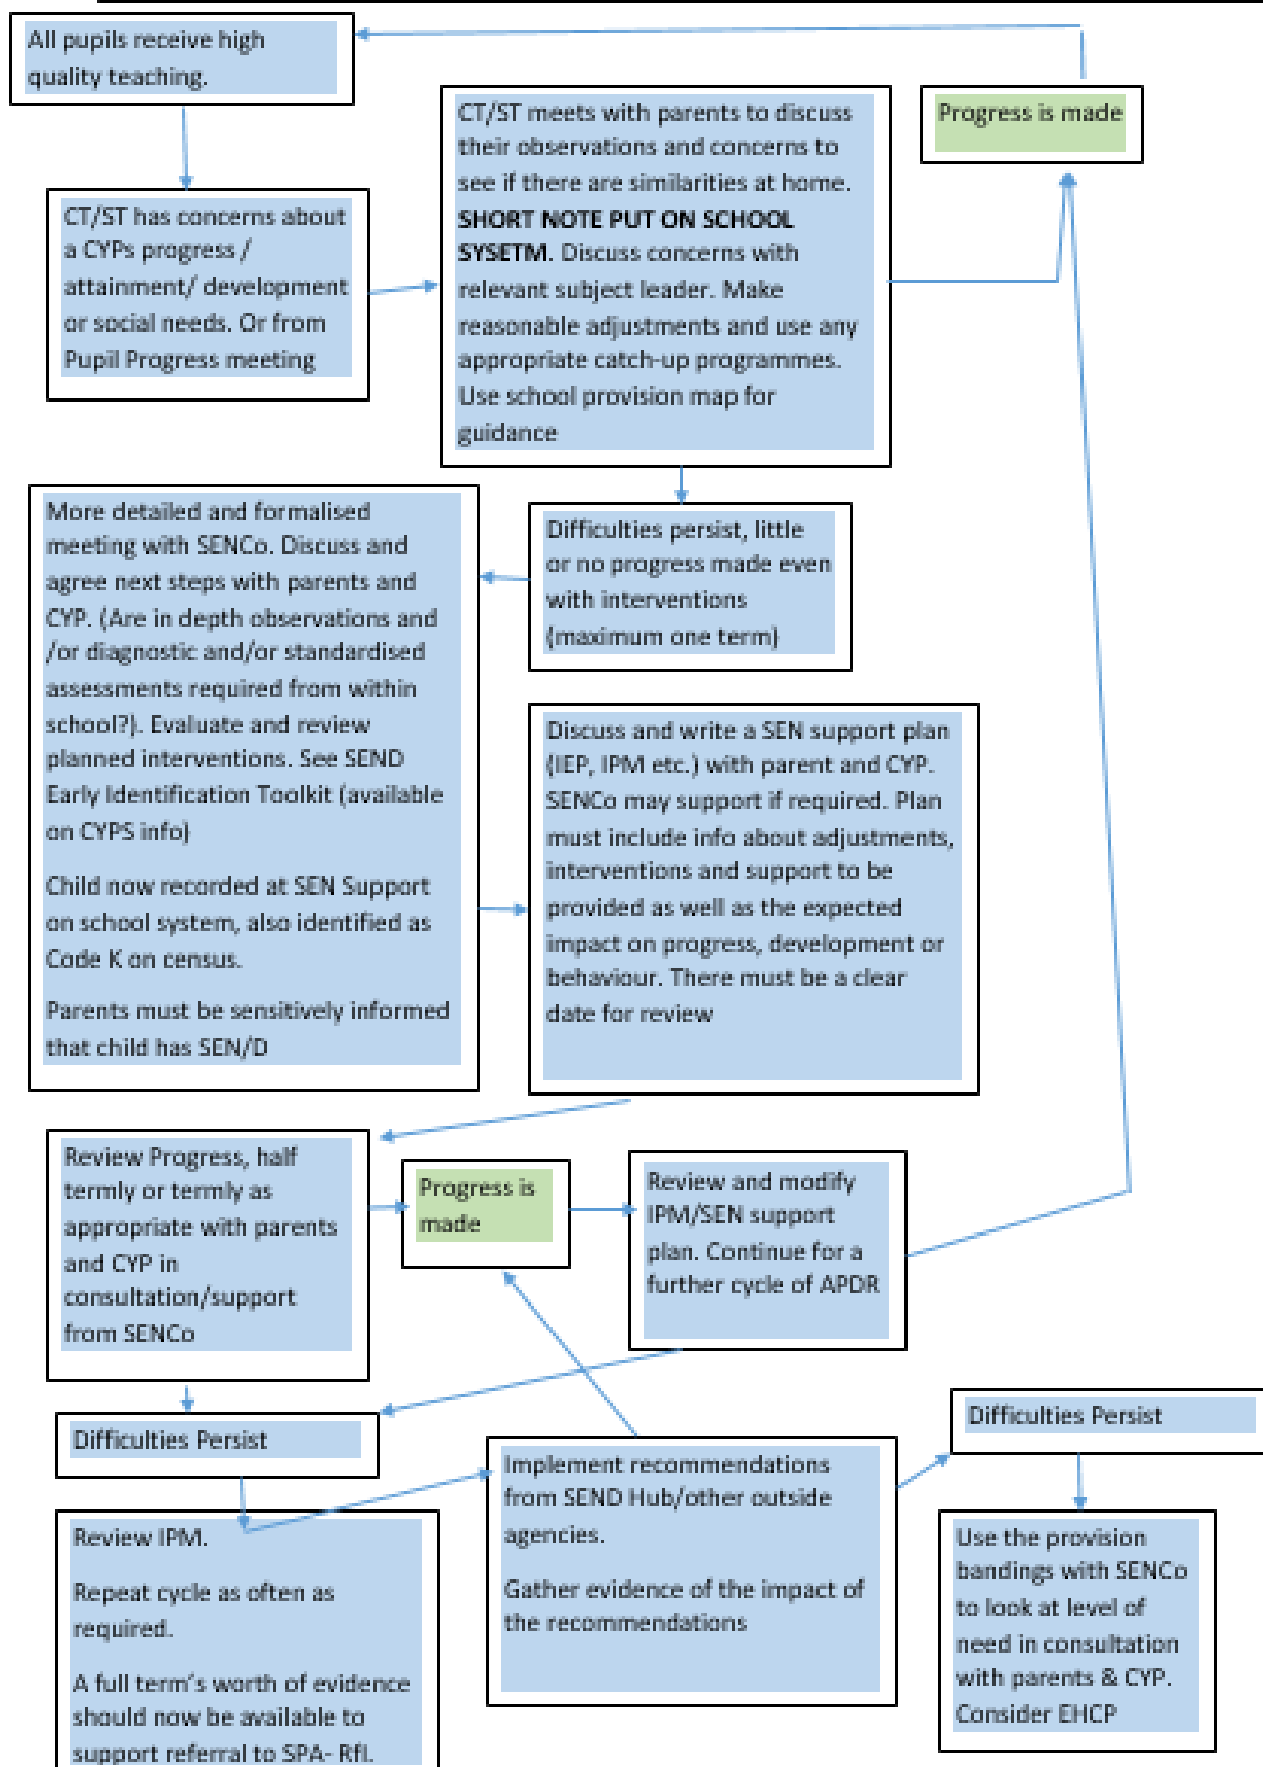 All pupils receive high
quality teaching.
CT/ST has concerns about
a CYPs progress /
attainment/ development
or social needs. Or from
Pupil Progress meeting
CT/ST meets with parents to discuss
their observations and concerns to
see if there are similarities at home.
SHORT NOTE PUT ON SCHOOL
SYSETM. Discuss concerns with
relevant subject leader. Make
reasonable adjustments and use any
appropriate catch-up programmes.
Use school provision map for
guidance
Progress is made
Difficulties persist, little
or no progress made even
with interventions
(maximum one term)
More detailed and formalised
meeting with SENCo. Discuss and
agree next steps with parents and
CYP. (Are in depth observations and
/or diagnostic and/or standardised
assessments required from within
school?). Evaluate and review
planned interventions. See SEND
Early Identification Toolkit (available
on CYPS info)
Child now recorded at SEN Support
on school system, also identified as
Code K on census.
Parents must be sensitively informed
that child has SEN/D
Discuss and write a SEN support plan
(IEP, IPM etc.) with parent and CYP.
SENCo may support if required. Plan
must include info about adjustments,
interventions and support to be
provided as well as the expected
impact on progress, development or
behaviour. There must be a clear
date for review
Review Progress, half
termly or termly as
appropriate with parents
and CYP in
consultation/support
from SENCo
Progress is
made
Review and modify
IPM/SEN support
plan. Continue for a
further cycle of APDR
Difficulties Persist
Review IPM.
Repeat cycle as often as
required.
A full term's worth of evidence
should now be available to
support referral to SPA- RfI.
Implement recommendations
from SEND Hub/other outside
agencies.
Gather evidence of the impact of
the recommendations
Difficulties Persist
Use the provision
bandings with SENCo
to look at level of
need in consultation
with parents & CYP.
Consider EHCP